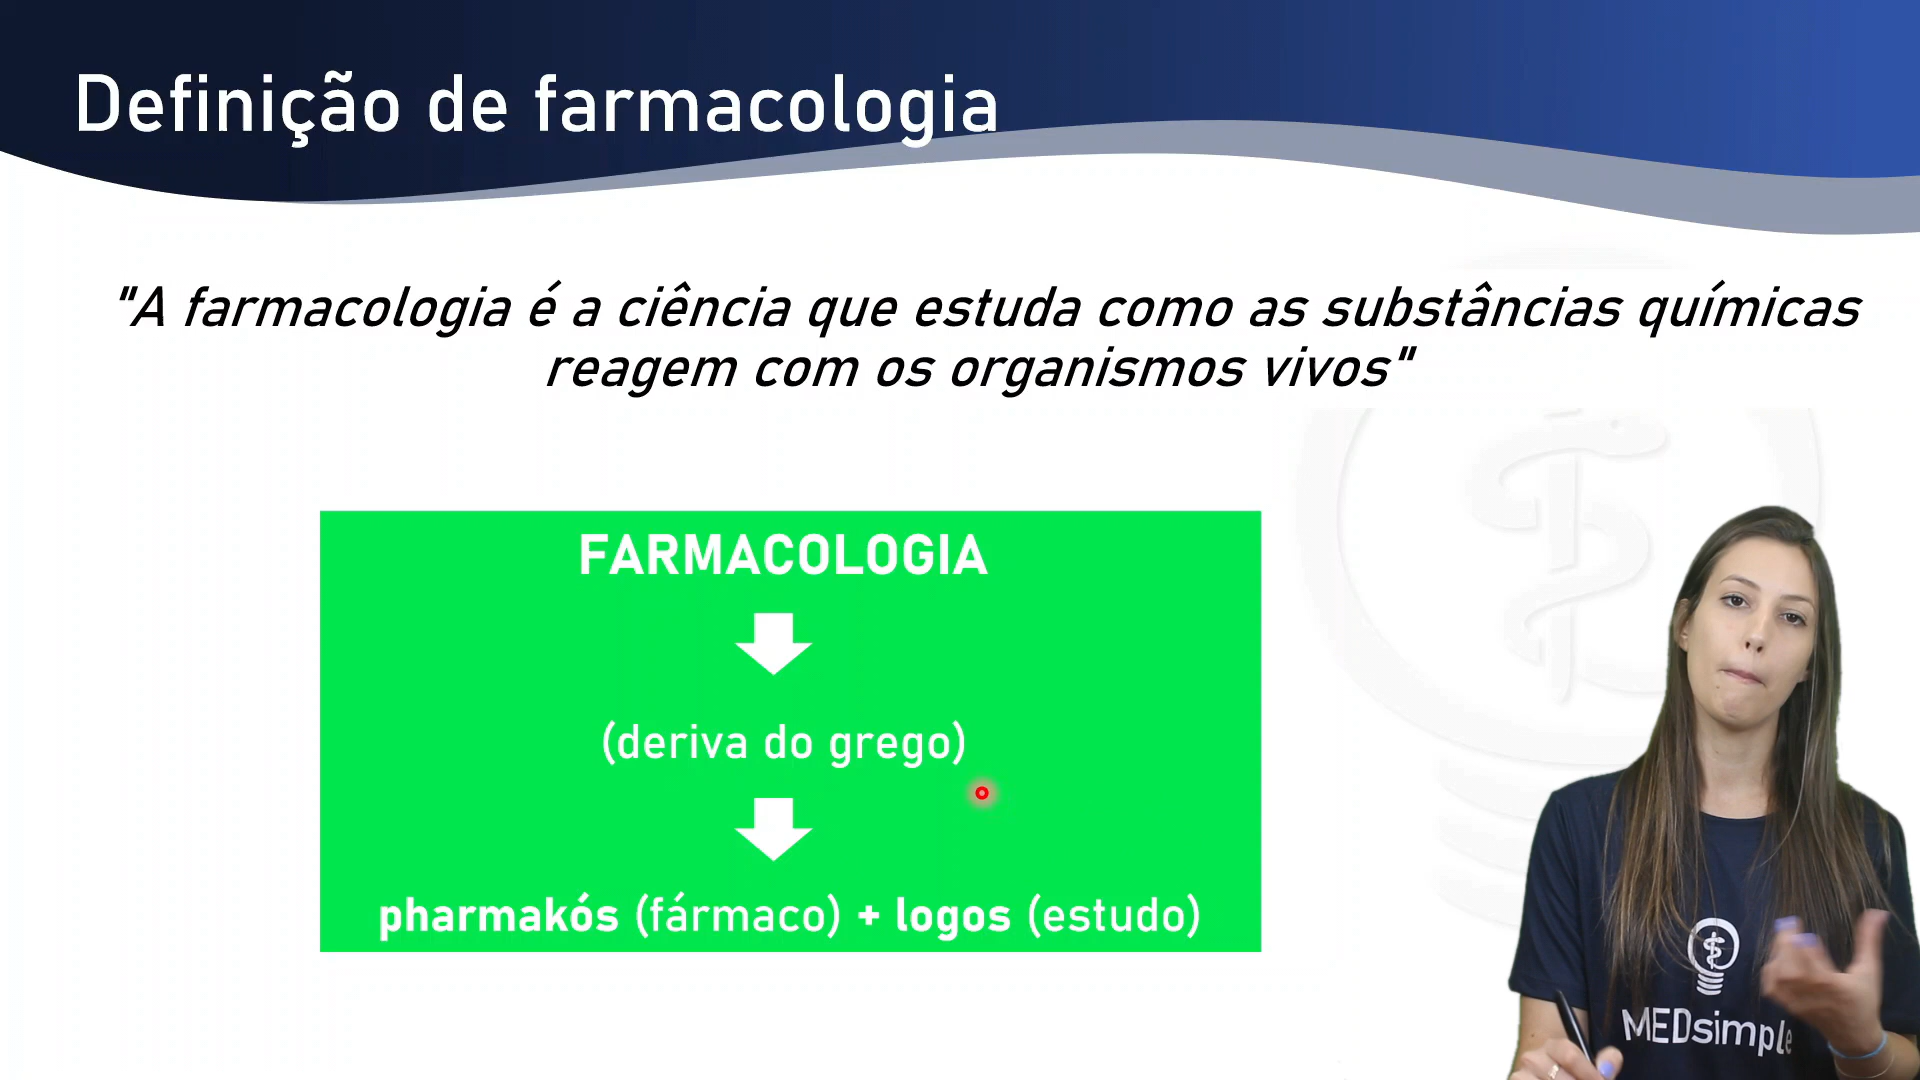 Definição de farmacologia
"A farmacologia é a ciência que estuda como as substâncias químicas
reagem com os organismos vivos"
FARMACOLOGIA
(deriva do grego)
pharmakós (fármaco) + logos (estudo)
MEDsimple